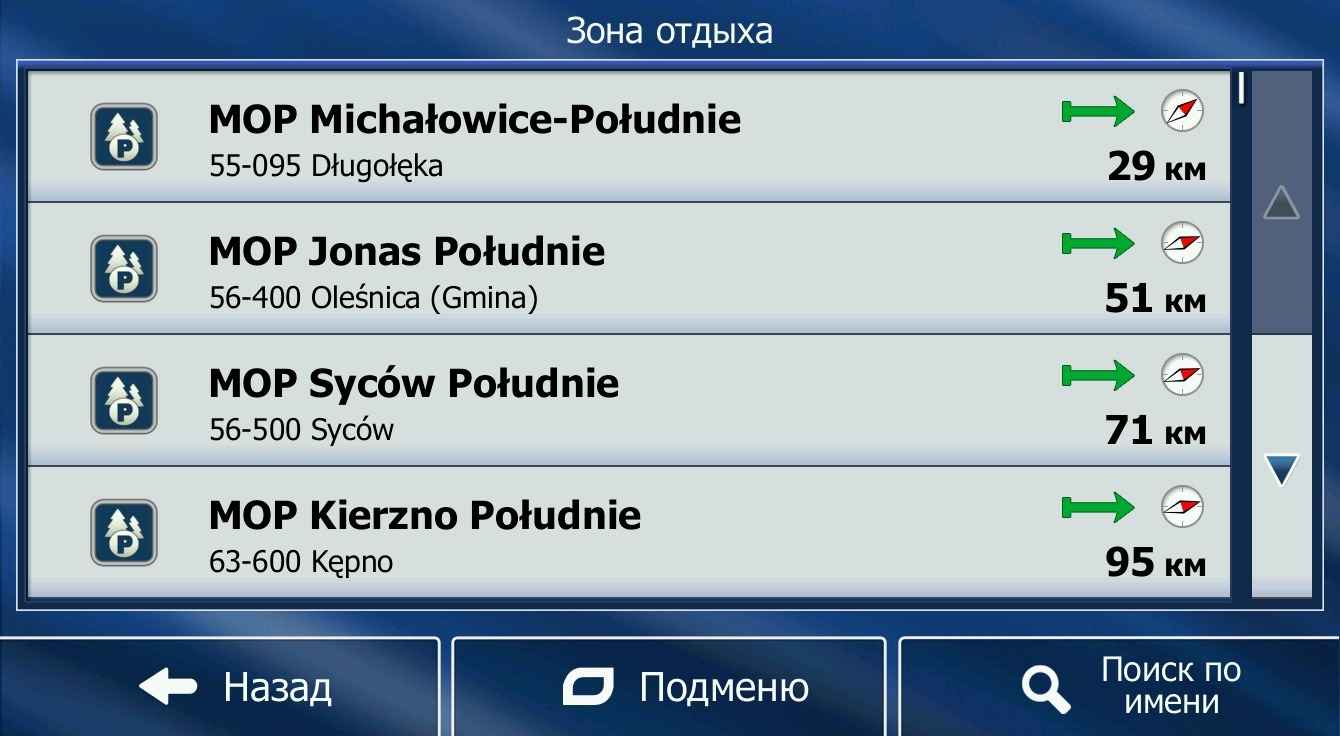 Зона отдыха
MOP Michałowice-Południe
55-095 Długołęka
29 км
MOP Jonas Południe
56-400 Oleśnica (Gmina)
51 км
MOP Syców Południe
56-500 Syców
71 км
MOP Kierzno Południe
63-600 Kępno
95 км
Назад
Подменю
Поиск по
имени